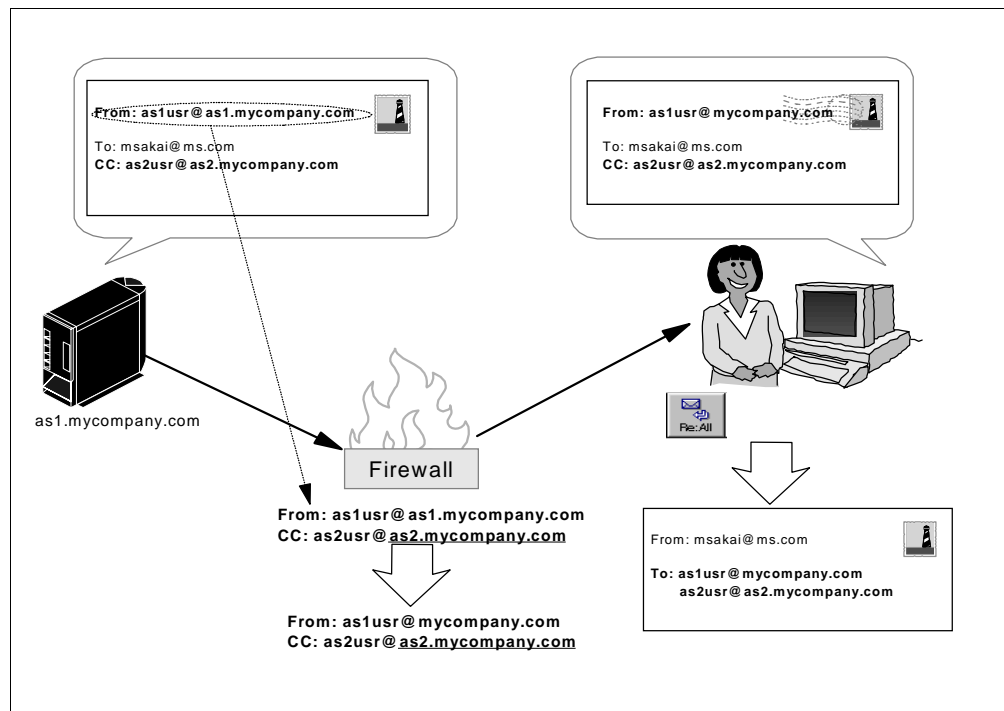 From: as1usr@as1.mycompany.com
To: msakai@ms.com
CC: as2usr@as2.mycompany.com
From: as1usr@mycompany.com
To: msakai@ms.com
CC: as2usr@as2.mycompany.com
as1.mycompany.com
Firewall
From: as1usr@as1.mycompany.com
CC: as2usr@as2.mycompany.com
From: as1usr@mycompany.com
CC: as2usr@as2.mycompany.com
Re:All
From: msakai@ms.com
To: as1usr@mycompany.com
as2usr@as2.mycompany.com